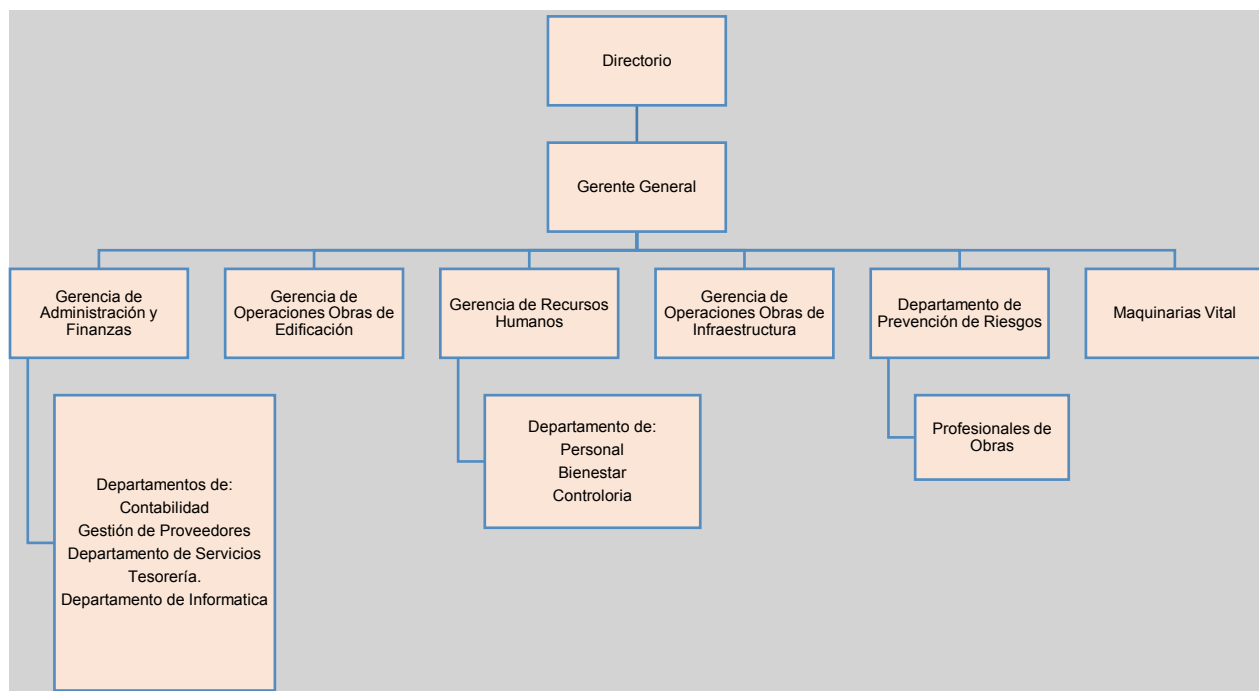 Directorio
Gerente General
Gerencia de
Administración y
Finanzas
Gerencia de
Operaciones Obras de
Edificación
Gerencia de Recursos
Humanos
Gerencia de
Operaciones Obras de
Infraestructura
Departamento de
Prevención de Riesgos
Maquinarias Vital
Departamentos de:
Contabilidad
Gestión de Proveedores
Departamento de Servicios
Tesorería.
Departamento de Informatica
Departamento de:
Personal
Bienestar
Controloria
Profesionales de
Obras